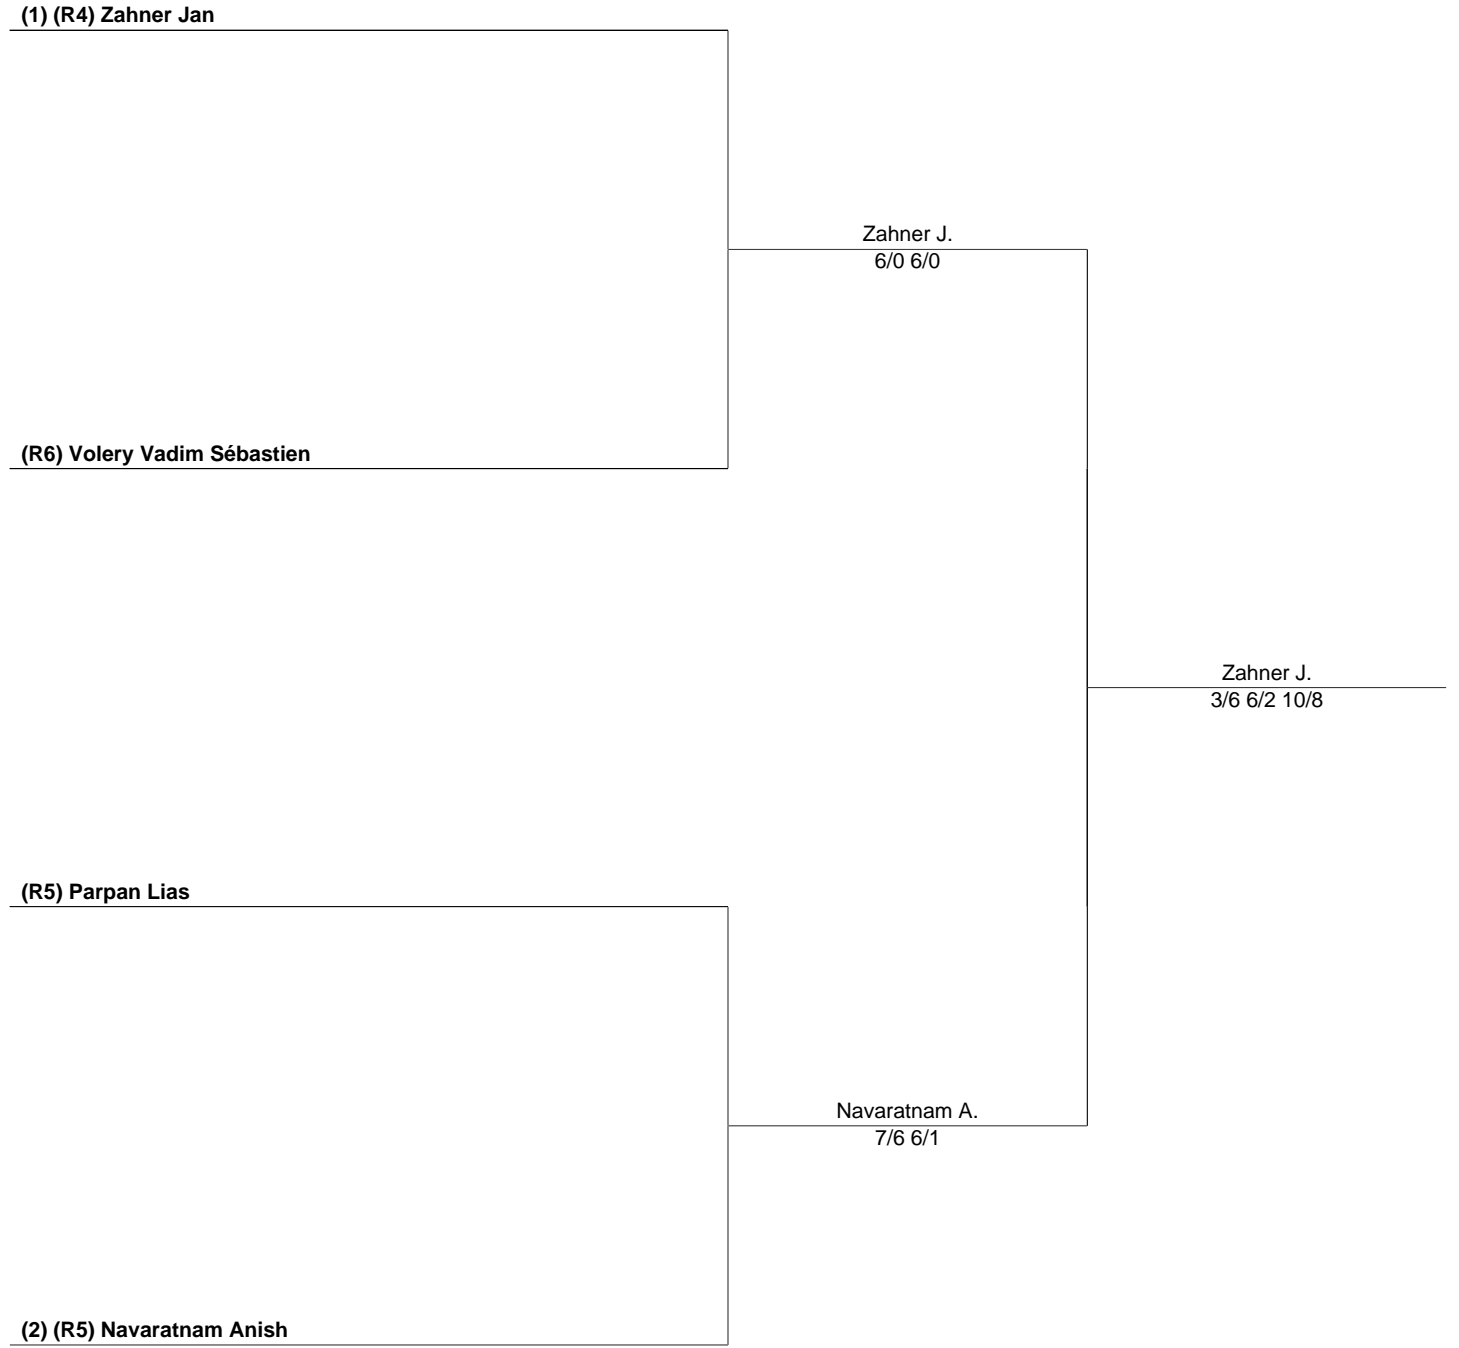 (1) (R4) Zahner Jan
Zahner J.
6/0 6/0
(R6) Volery Vadim Sébastien
Zahner J.
3/6 6/2 10/8
(R5) Parpan Lias
Navaratnam A.
7/6 6/1
(2) (R5) Navaratnam Anish